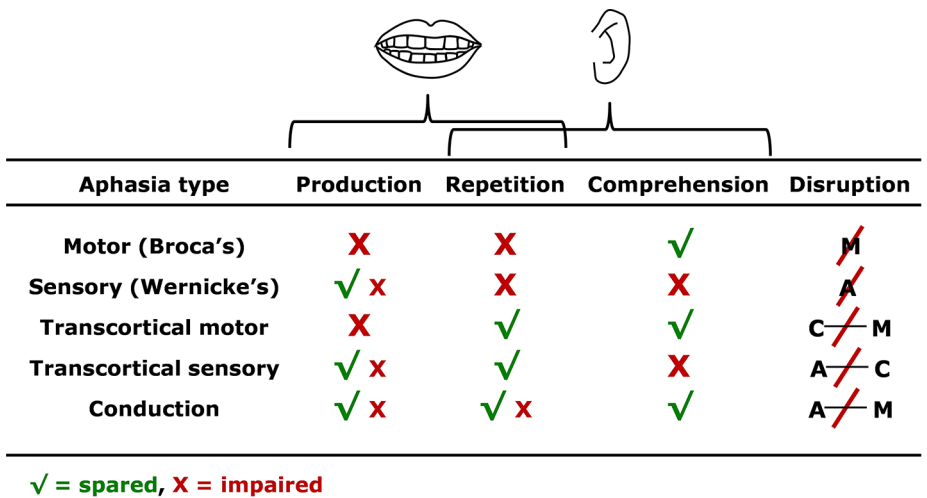 Aphasia type Production Repetition Comprehension Disruption
Motor (Broca's) X X √ M
Sensory (Wernicke's) √ x X X A
Transcortical motor X √ √ C M
Transcortical sensory √ x √ X A C
Conduction √ x √ x √ A M
√ = spared, X = impaired